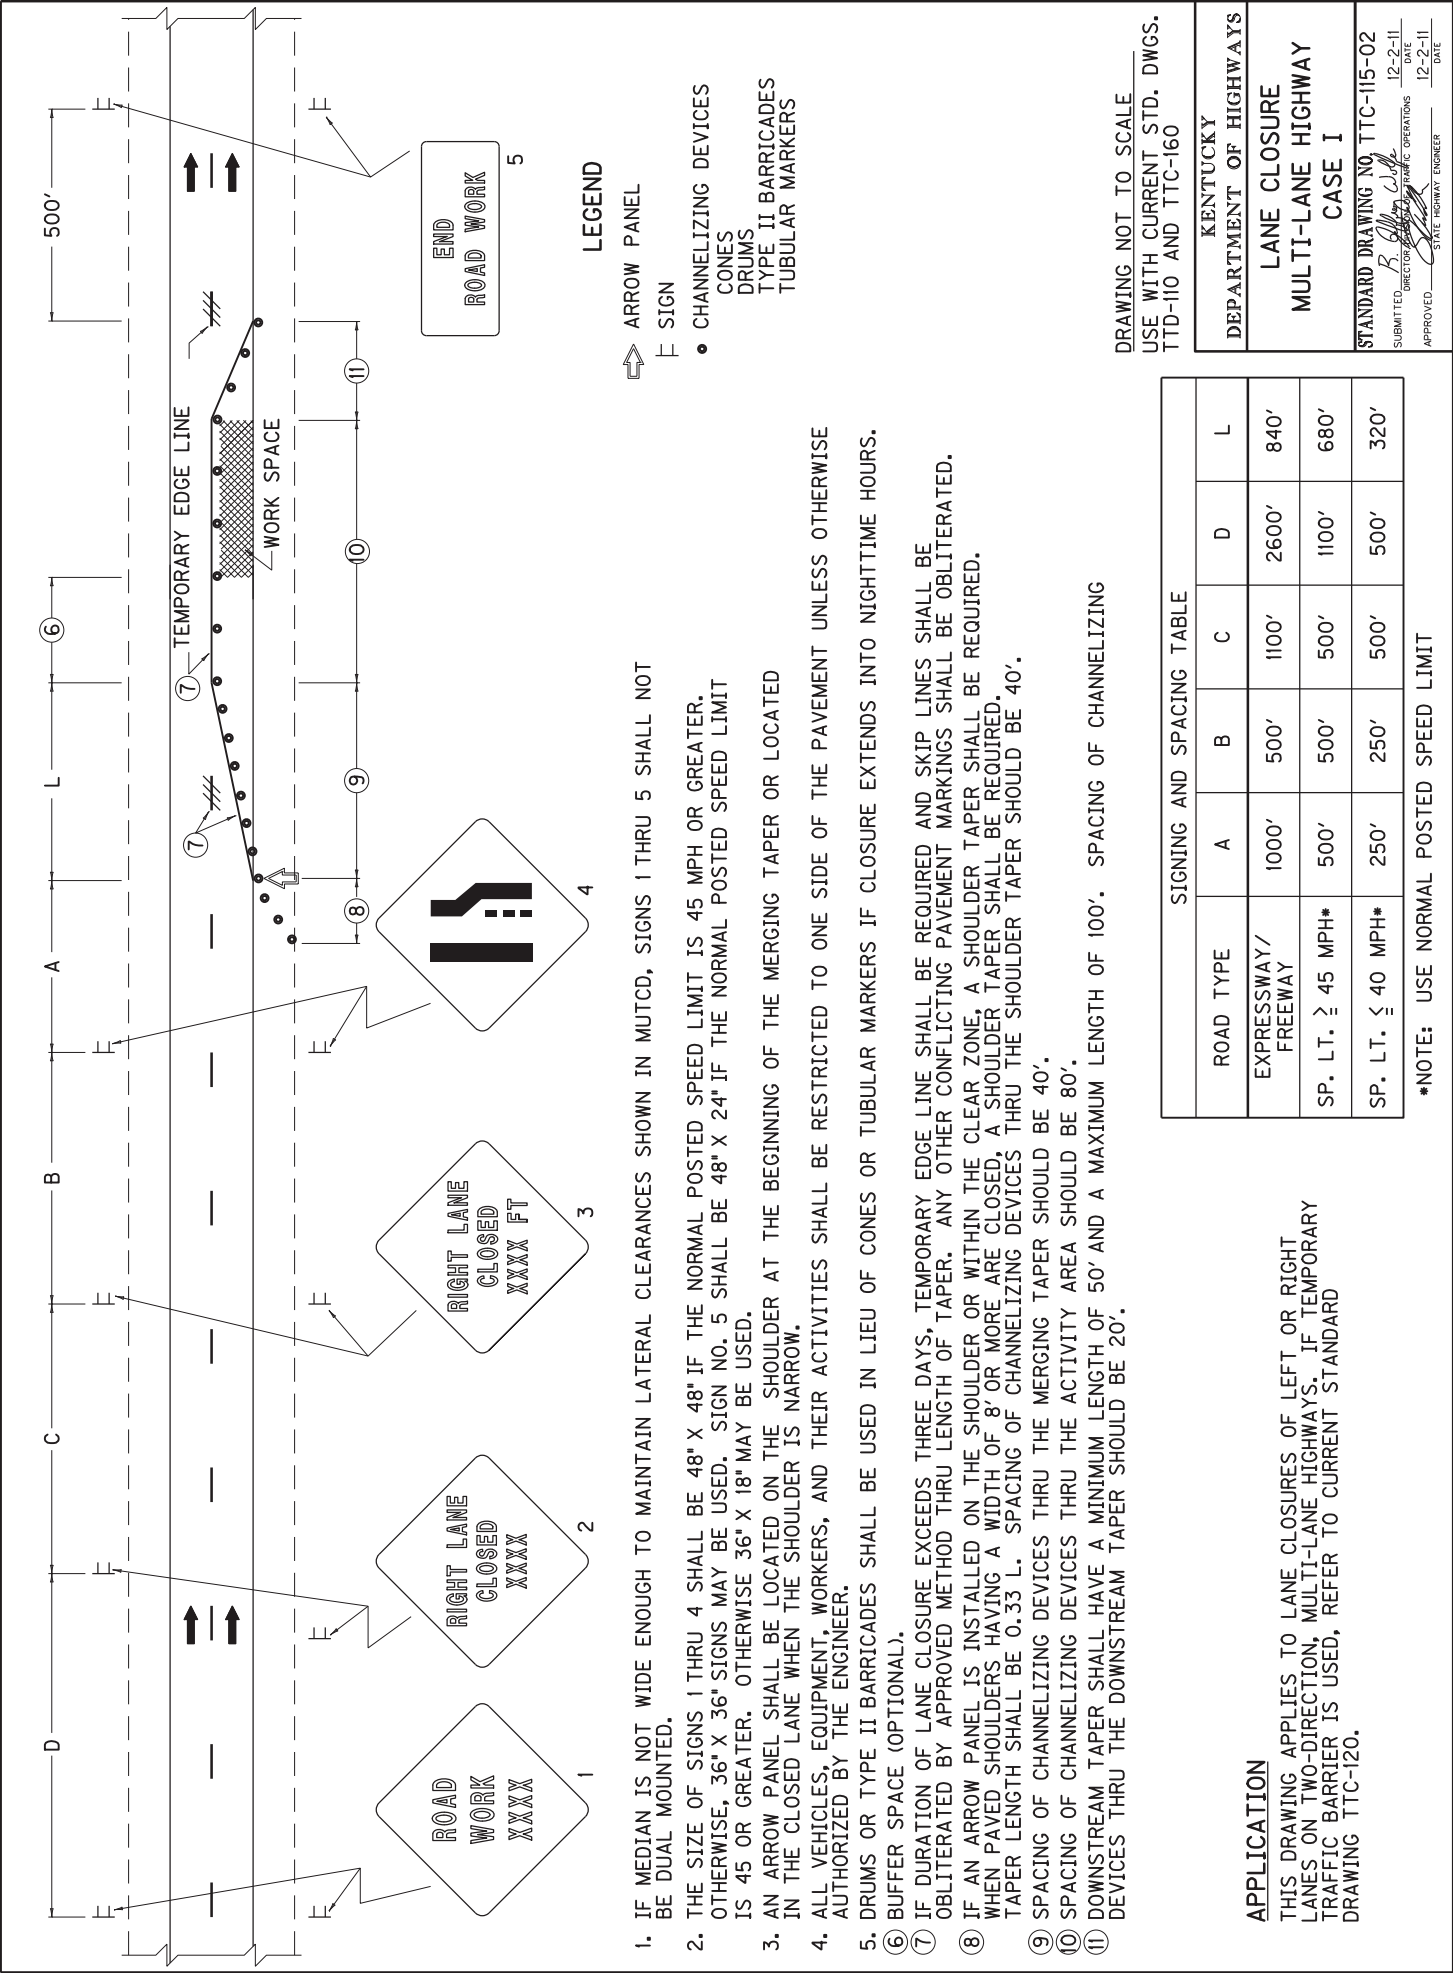 D
C
B
A
L
6
500'
7
TEMPORARY EDGE LINE
7
WORK SPACE
8
9
10
11
ROAD
WORK
XXXX
1
RIGHT LANE
CLOSED
XXXX
2
RIGHT LANE
CLOSED
XXXX FT
3
4
END
ROAD WORK
5
LEGEND
ARROW PANEL
SIGN
CHANNELIZING DEVICES
CONES
DRUMS
TYPE II BARRICADES
TUBULAR MARKERS
1. IF MEDIAN IS NOT WIDE ENOUGH TO MAINTAIN LATERAL CLEARANCES SHOWN IN MUTCD, SIGNS 1 THRU 5 SHALL NOT
BE DUAL MOUNTED.
2. THE SIZE OF SIGNS 1 THRU 4 SHALL BE 48" X 48" IF THE NORMAL POSTED SPEED LIMIT IS 45 MPH OR GREATER.
OTHERWISE, 36" X 36" SIGNS MAY BE USED. SIGN NO. 5 SHALL BE 48" X 24" IF THE NORMAL POSTED SPEED LIMIT
IS 45 OR GREATER. OTHERWISE 36" X 18" MAY BE USED.
3. AN ARROW PANEL SHALL BE LOCATED ON THE SHOULDER AT THE BEGINNING OF THE MERGING TAPER OR LOCATED
IN THE CLOSED LANE WHEN THE SHOULDER IS NARROW.
4. ALL VEHICLES, EQUIPMENT, WORKERS, AND THEIR ACTIVITIES SHALL BE RESTRICTED TO ONE SIDE OF THE PAVEMENT UNLESS OTHERWISE
AUTHORIZED BY THE ENGINEER.
5. DRUMS OR TYPE II BARRICADES SHALL BE USED IN LIEU OF CONES OR TUBULAR MARKERS IF CLOSURE EXTENDS INTO NIGHTTIME HOURS.
6 BUFFER SPACE (OPTIONAL).
7 IF DURATION OF LANE CLOSURE EXCEEDS THREE DAYS, TEMPORARY EDGE LINE SHALL BE REQUIRED AND SKIP LINES SHALL BE
OBLITERATED BY APPROVED METHOD THRU LENGTH OF TAPER. ANY OTHER CONFLICTING PAVEMENT MARKINGS SHALL BE OBLITERATED.
8 IF AN ARROW PANEL IS INSTALLED ON THE SHOULDER OR WITHIN THE CLEAR ZONE, A SHOULDER TAPER SHALL BE REQUIRED.
WHEN PAVED SHOULDERS HAVING A WIDTH OF 8' OR MORE ARE CLOSED, A SHOULDER TAPER SHALL BE REQUIRED.
TAPER LENGTH SHALL BE 0.33 L. SPACING OF CHANNELIZING DEVICES THRU THE SHOULDER TAPER SHOULD BE 40'.
9 SPACING OF CHANNELIZING DEVICES THRU THE MERGING TAPER SHOULD BE 40'.
10 SPACING OF CHANNELIZING DEVICES THRU THE ACTIVITY AREA SHOULD BE 80'.
11 DOWNSTREAM TAPER SHALL HAVE A MINIMUM LENGTH OF 50' AND A MAXIMUM LENGTH OF 100'. SPACING OF CHANNELIZING
DEVICES THRU THE DOWNSTREAM TAPER SHOULD BE 20'.
APPLICATION
THIS DRAWING APPLIES TO LANE CLOSURES OF LEFT OR RIGHT
LANES ON TWO-DIRECTION, MULTI-LANE HIGHWAYS. IF TEMPORARY
TRAFFIC BARRIER IS USED, REFER TO CURRENT STANDARD
DRAWING TTC-120.
SIGNING AND SPACING TABLE
ROAD TYPE A B C D L
EXPRESSWAY/
FREEWAY 1000' 500' 1100' 2600' 840'
SP. LT. ≥ 45 MPH* 500' 500' 500' 1100' 680'
SP. LT. ≤ 40 MPH* 250' 250' 500' 500' 320'
*NOTE: USE NORMAL POSTED SPEED LIMIT
DRAWING NOT TO SCALE
USE WITH CURRENT STD. DWGS.
TTD-110 AND TTC-160
KENTUCKY
DEPARTMENT OF HIGHWAYS
LANE CLOSURE
MULTI-LANE HIGHWAY
CASE I
STANDARD DRAWING NO. TTC-115-02
SUBMITTED 12-2-11
DIRECTOR TRAFFIC OPERATIONS DATE
APPROVED 12-2-11
STATE HIGHWAY ENGINEER DATE